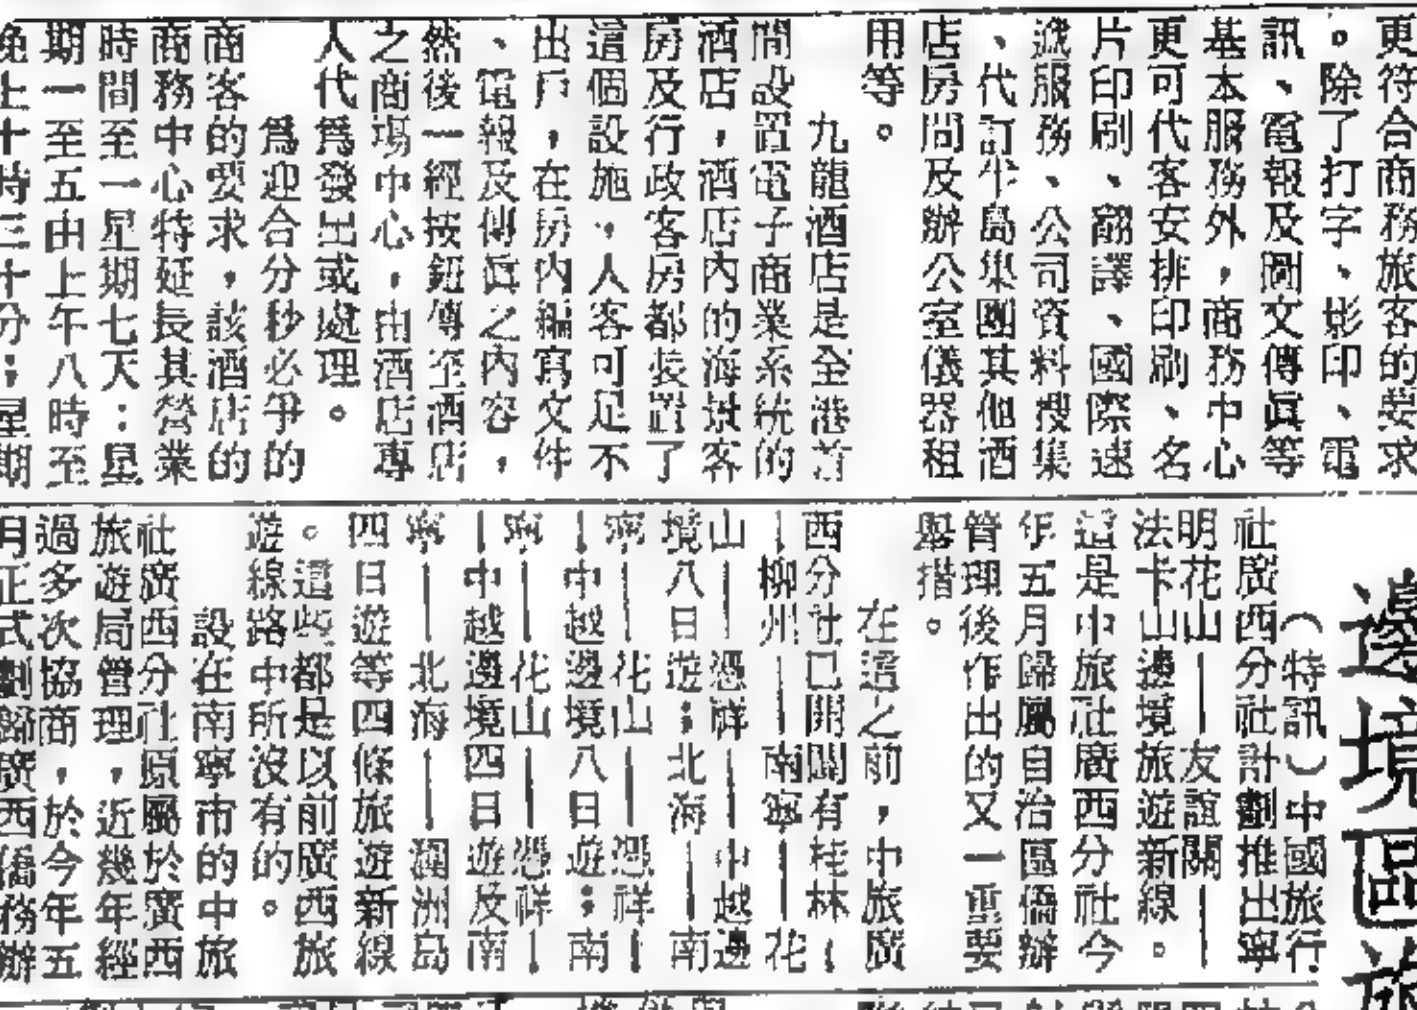 更符合商務旅客的要求
。除了打字、影印、電
訊、電報及圖文傳眞等
基本服務外，商務中心
更可代客安排印刷、名
片印刷、翻譯、國際速
遞服務、公司資料搜集
、代訂半島集團其他酒
店房間及辦公室儀器租
用等。
九龍酒店是全港首
間設置電子商業系統的
酒店，酒店內的海景客
房及行政客房都裝置了
這個設施，人客可足不
出戶，在房內編寫文件
、電報及傳眞之內容，
然後一經按鈕傳至酒店
之商場中心，由酒店專
人代爲發出或處理。
爲迎合分秒必爭的
商客的要求，該酒店的
商務中心特延長其營業
時間至一星期七天：星
期一至五由上午八時至
晚上十時三十分；星期
邊境區
（特訊）中國旅行
社廣西分社計劃推出寧
明花山——友誼關——
法卡山邊境旅遊新線。
這是中旅社廣西分社今
年五月歸屬自治區僑辦
管理後作出的又一重要
舉措。
在這之前，中旅廣
西分社已開闢有桂林—
—柳州——南寧——花
山——憑祥——中越邊
境八日遊；北海——南
寧——花山——憑祥—
—中越邊境八日遊；南
寧——花山——憑祥—
—中越邊境四日遊及南
寧——北海——潿洲島
四日遊等四條旅遊新線
。這些都是以前廣西旅
遊線路中所沒有的。
設在南寧市的中旅
社廣西分社原屬於廣西
旅遊局管理，近幾年經
過多次協商，於今年五
月正式劃歸廣西僑務辦